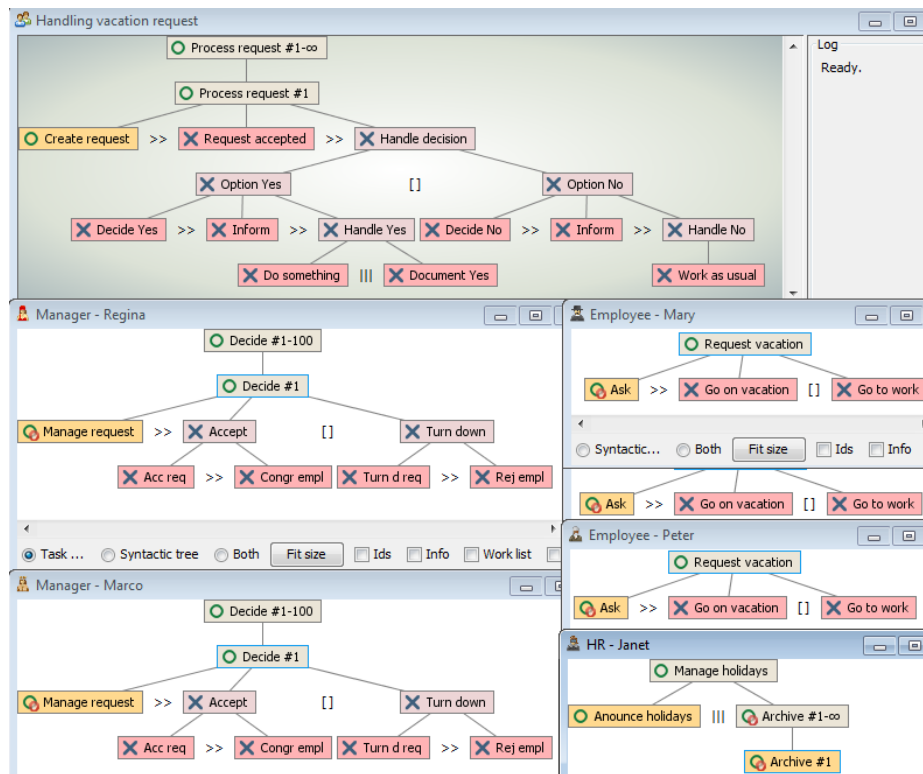 Handling vacation request
Log
Ready.
Process request #1-∞
Process request #1
Create request >> Request accepted >> Handle decision
Option Yes [] Option No
Decide Yes >> Inform >> Handle Yes Decide No >> Inform >> Handle No
Do something ||| Document Yes Work as usual
Manager - Regina
Decide #1-100
Decide #1
Manage request >> Accept [] Turn down
Acc req >> Congr empl Turn d req >> Rej empl
Task ... Syntactic tree Both Fit size Ids Info Work list
Manager - Marco
Decide #1-100
Decide #1
Manage request >> Accept [] Turn down
Acc req >> Congr empl Turn d req >> Rej empl
Employee - Mary
Request vacation
Ask >> Go on vacation [] Go to work
Syntactic... Both Fit size Ids Info
Ask >> Go on vacation [] Go to work
Employee - Peter
Request vacation
Ask >> Go on vacation [] Go to work
HR - Janet
Manage holidays
Anounce holidays ||| Archive #1-∞
Archive #1